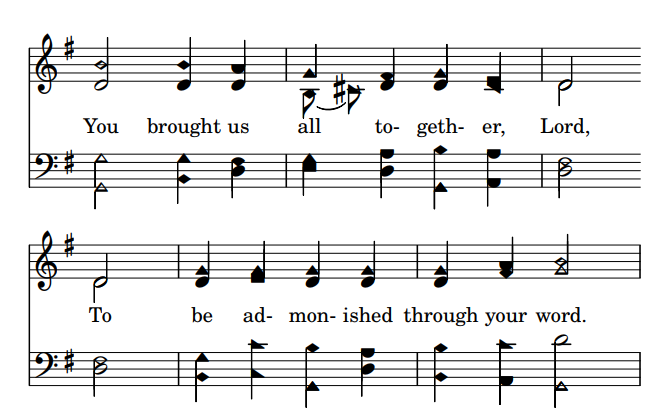 You brought us all to- geth- er, Lord,
To be ad- mon- ished through your word.